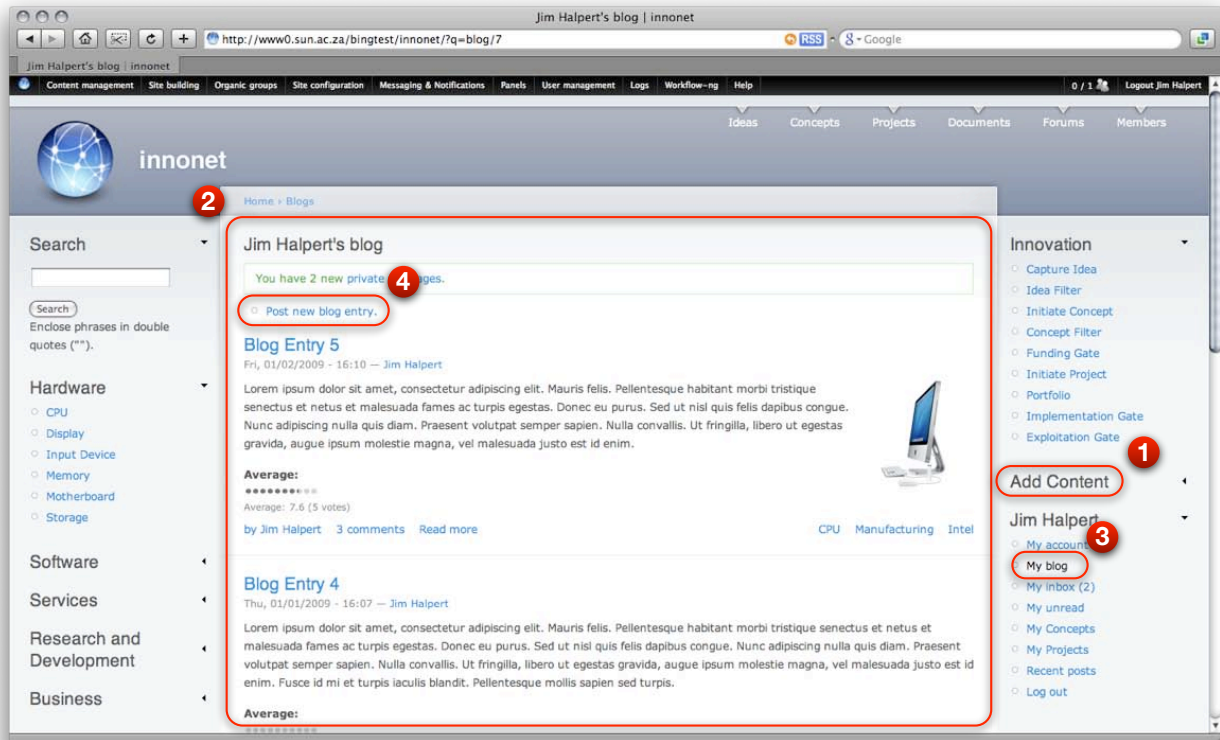 Jim Halpert's blog | innonet
http://www0.sun.ac.za/bingtest/innonet/?q=blog/7
RSS
Google
Jim Halpert's blog | innonet
Content management Site building Organic groups Site configuration Messaging & Notifications Panels User management Logs Workflow-ng Help 0 / 1 Logout Jim Halpert
Ideas Concepts Projects Documents Forums Members
innonet
2
Home › Blogs
Search
Search
Enclose phrases in double
quotes ("").
Hardware
CPU
Display
Input Device
Memory
Motherboard
Storage
Software
Services
Research and
Development
Business
Jim Halpert's blog
You have 2 new private ages.
4
Post new blog entry.
Blog Entry 5
Fri, 01/02/2009 - 16:10 — Jim Halpert
Lorem ipsum dolor sit amet, consectetur adipiscing elit. Mauris felis. Pellentesque habitant morbi tristique
senectus et netus et malesuada fames ac turpis egestas. Donec eu purus. Sed ut nisl quis felis dapibus congue.
Nunc adipiscing nulla quis diam. Praesent volutpat semper sapien. Nulla convallis. Ut fringilla, libero ut egestas
gravida, augue ipsum molestie magna, vel malesuada justo est id enim.
Average:
Average: 7.6 (5 votes)
by Jim Halpert 3 comments Read more CPU Manufacturing Intel
Blog Entry 4
Thu, 01/01/2009 - 16:07 — Jim Halpert
Lorem ipsum dolor sit amet, consectetur adipiscing elit. Mauris felis. Pellentesque habitant morbi tristique senectus et netus et
malesuada fames ac turpis egestas. Donec eu purus. Sed ut nisl quis felis dapibus congue. Nunc adipiscing nulla quis diam. Praesent
volutpat semper sapien. Nulla convallis. Ut fringilla, libero ut egestas gravida, augue ipsum molestie magna, vel malesuada justo est id
enim. Fusce id mi et turpis iaculis blandit. Pellentesque mollis sapien sed turpis.
Average:
Innovation
Capture Idea
Idea Filter
Initiate Concept
Concept Filter
Funding Gate
Initiate Project
Portfolio
Implementation Gate
Exploitation Gate
1
Add Content
Jim Halpert
3
My account
My blog
My inbox (2)
My unread
My Concepts
My Projects
Recent posts
Log out